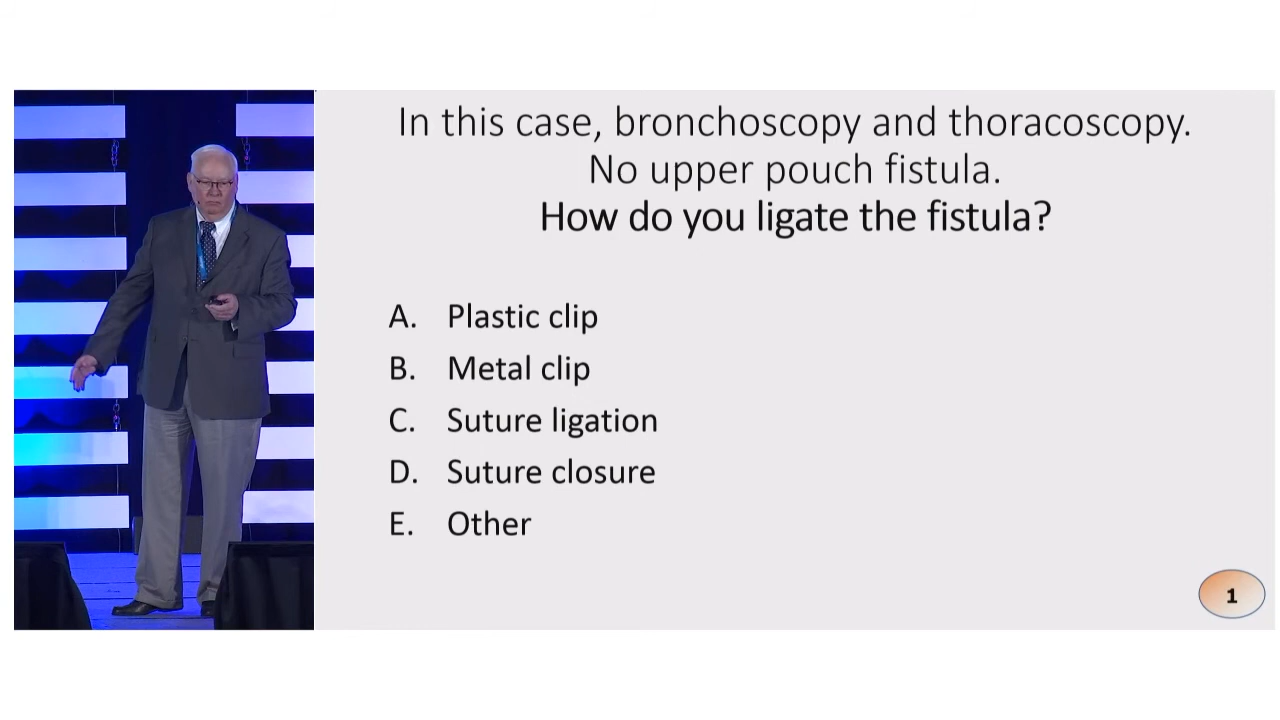 In this case, bronchoscopy and thoracoscopy.
No upper pouch fistula.
How do you ligate the fistula?
A. Plastic clip
B. Metal clip
C. Suture ligation
D. Suture closure
E. Other
1